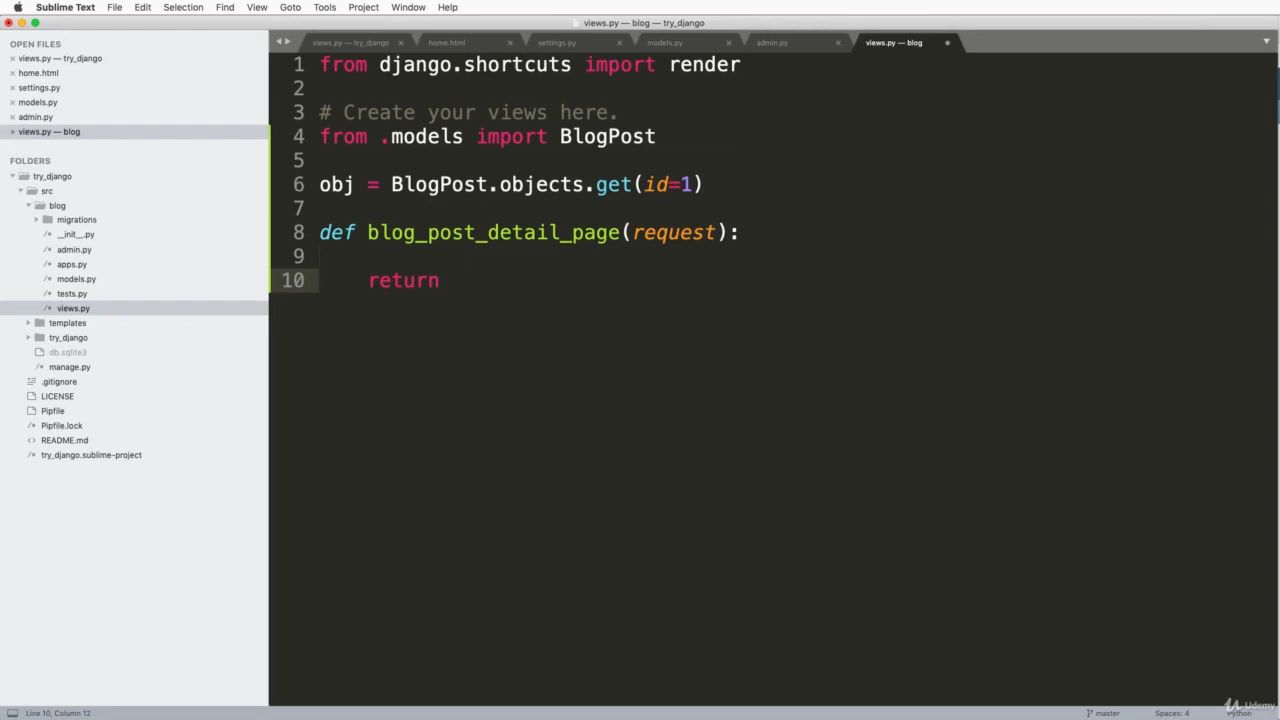 Sublime Text File Edit Selection Find View Goto Tools Project Window Help
views.py — blog — try_django
OPEN FILES
views.py — try_django
home.html
settings.py
models.py
admin.py
views.py — blog
FOLDERS
try_django
src
blog
migrations
__init__.py
admin.py
apps.py
models.py
tests.py
views.py
templates
try_django
db.sqlite3
manage.py
.gitignore
LICENSE
Pipfile
Pipfile.lock
README.md
try_django.sublime-project
views.py — try_django home.html settings.py models.py admin.py views.py — blog
1 from django.shortcuts import render
2
3 # Create your views here.
4 from .models import BlogPost
5
6 obj = BlogPost.objects.get(id=1)
7
8 def blog_post_detail_page(request):
9
10 return
Line 10, Column 12 master Spaces: 4 Python
Udemy